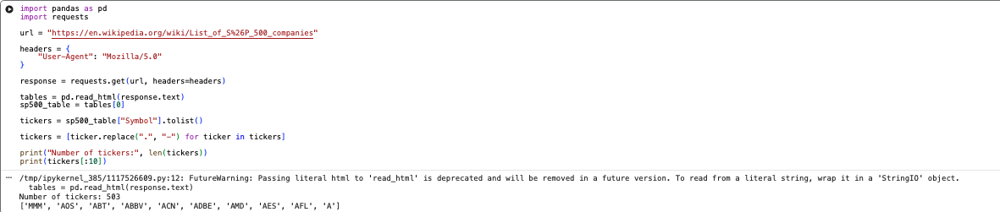 import pandas as pd
import requests
url = "https://en.wikipedia.org/wiki/List_of_S%26P_500_companies"
headers = {
    "User-Agent": "Mozilla/5.0"
}
response = requests.get(url, headers=headers)
tables = pd.read_html(response.text)
sp500_table = tables[0]
tickers = sp500_table["Symbol"].tolist()
tickers = [ticker.replace(".", "-") for ticker in tickers]
print("Number of tickers:", len(tickers))
print(tickers[:10])
/tmp/ipykernel_385/1117526609.py:12: FutureWarning: Passing literal html to 'read_html' is deprecated and will be removed in a future version. To read from a literal string, wrap it in a 'StringIO' object.
  tables = pd.read_html(response.text)
Number of tickers: 503
['MMM', 'AOS', 'ABT', 'ABBV', 'ACN', 'ADBE', 'AMD', 'AES', 'AFL', 'A']